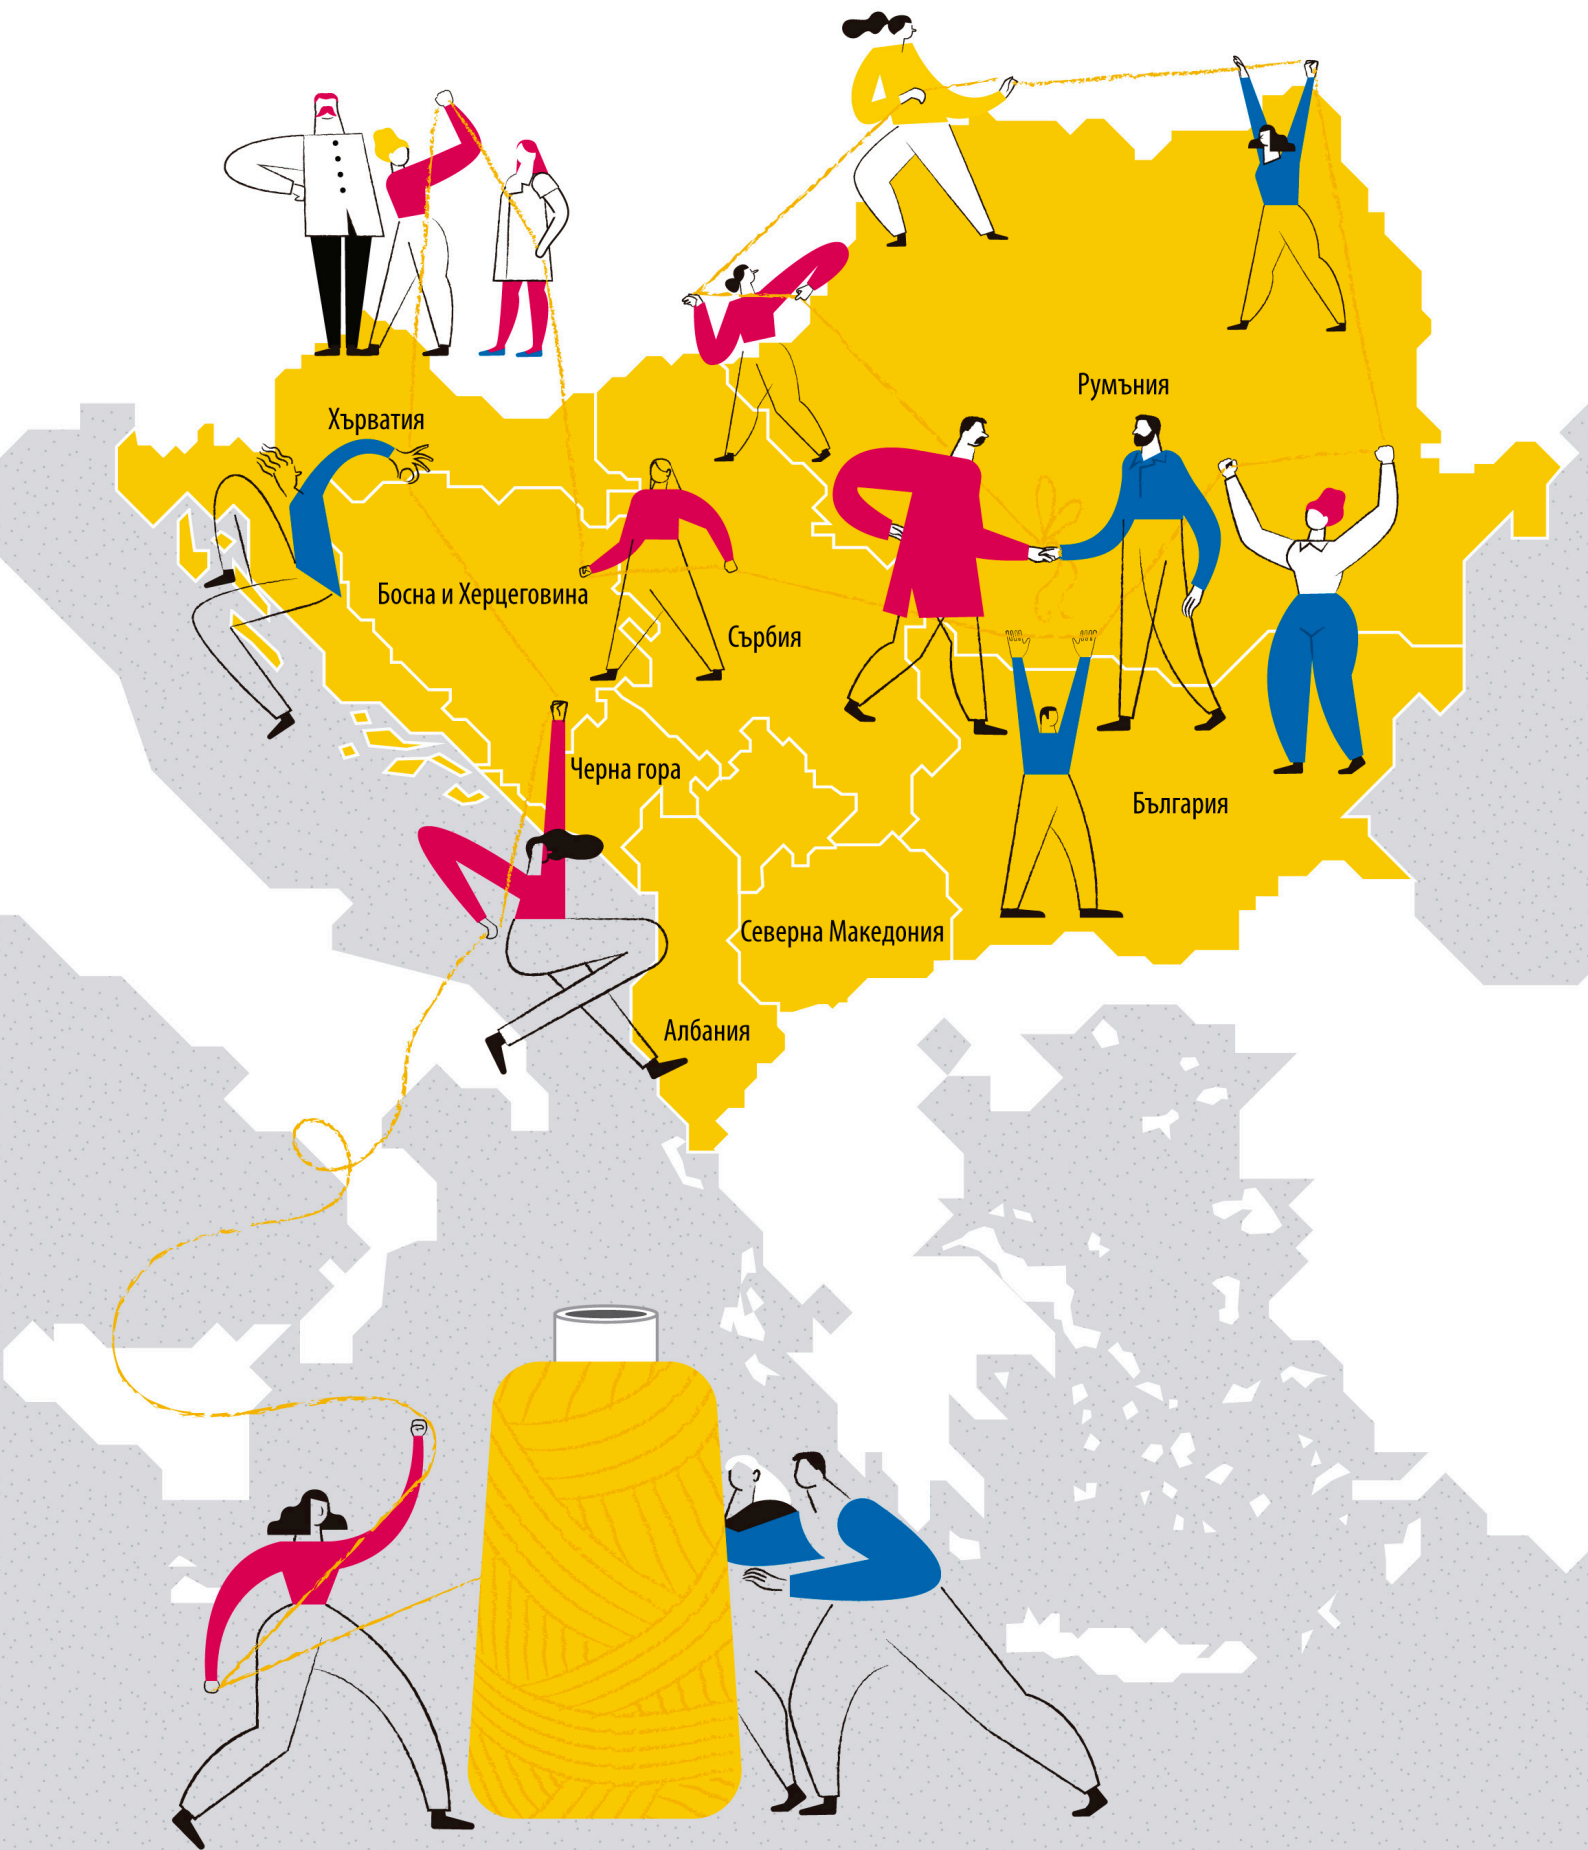 Румъния
Хърватия
Босна и Херцеговина
Сърбия
Черна гора
България
Северна Македония
Албания